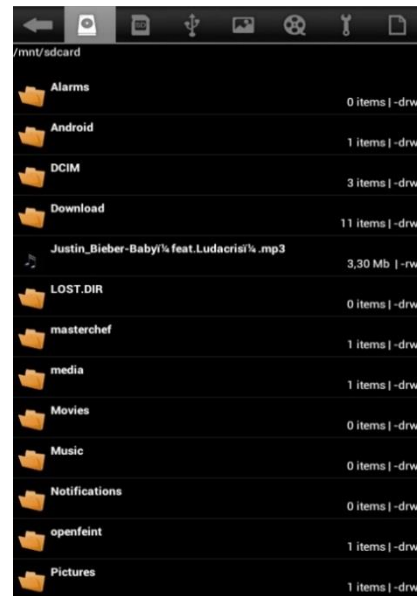 SD
/mnt/sdcard
Alarms
0 items | -drw
Android
1 items | -drw
DCIM
3 items | -drw
Download
11 items | -drw
Justin_Bieber-Babyï¼ feat.Ludacrisï¼ .mp3
3,30 Mb | -rw
LOST.DIR
0 items | -drw
masterchef
1 items | -drw
media
1 items | -drw
Movies
0 items | -drw
Music
0 items | -drw
Notifications
0 items | -drw
openfeint
1 items | -drw
Pictures
1 items | -drw